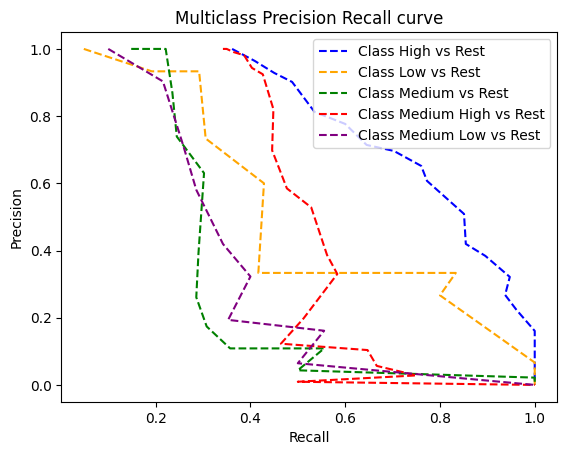 Multiclass Precision Recall curve
1.0
0.8
0.6
0.4
0.2
0.0
Precision
Class High vs Rest
Class Low vs Rest
Class Medium vs Rest
Class Medium High vs Rest
Class Medium Low vs Rest
0.2 0.4 0.6 0.8 1.0
Recall